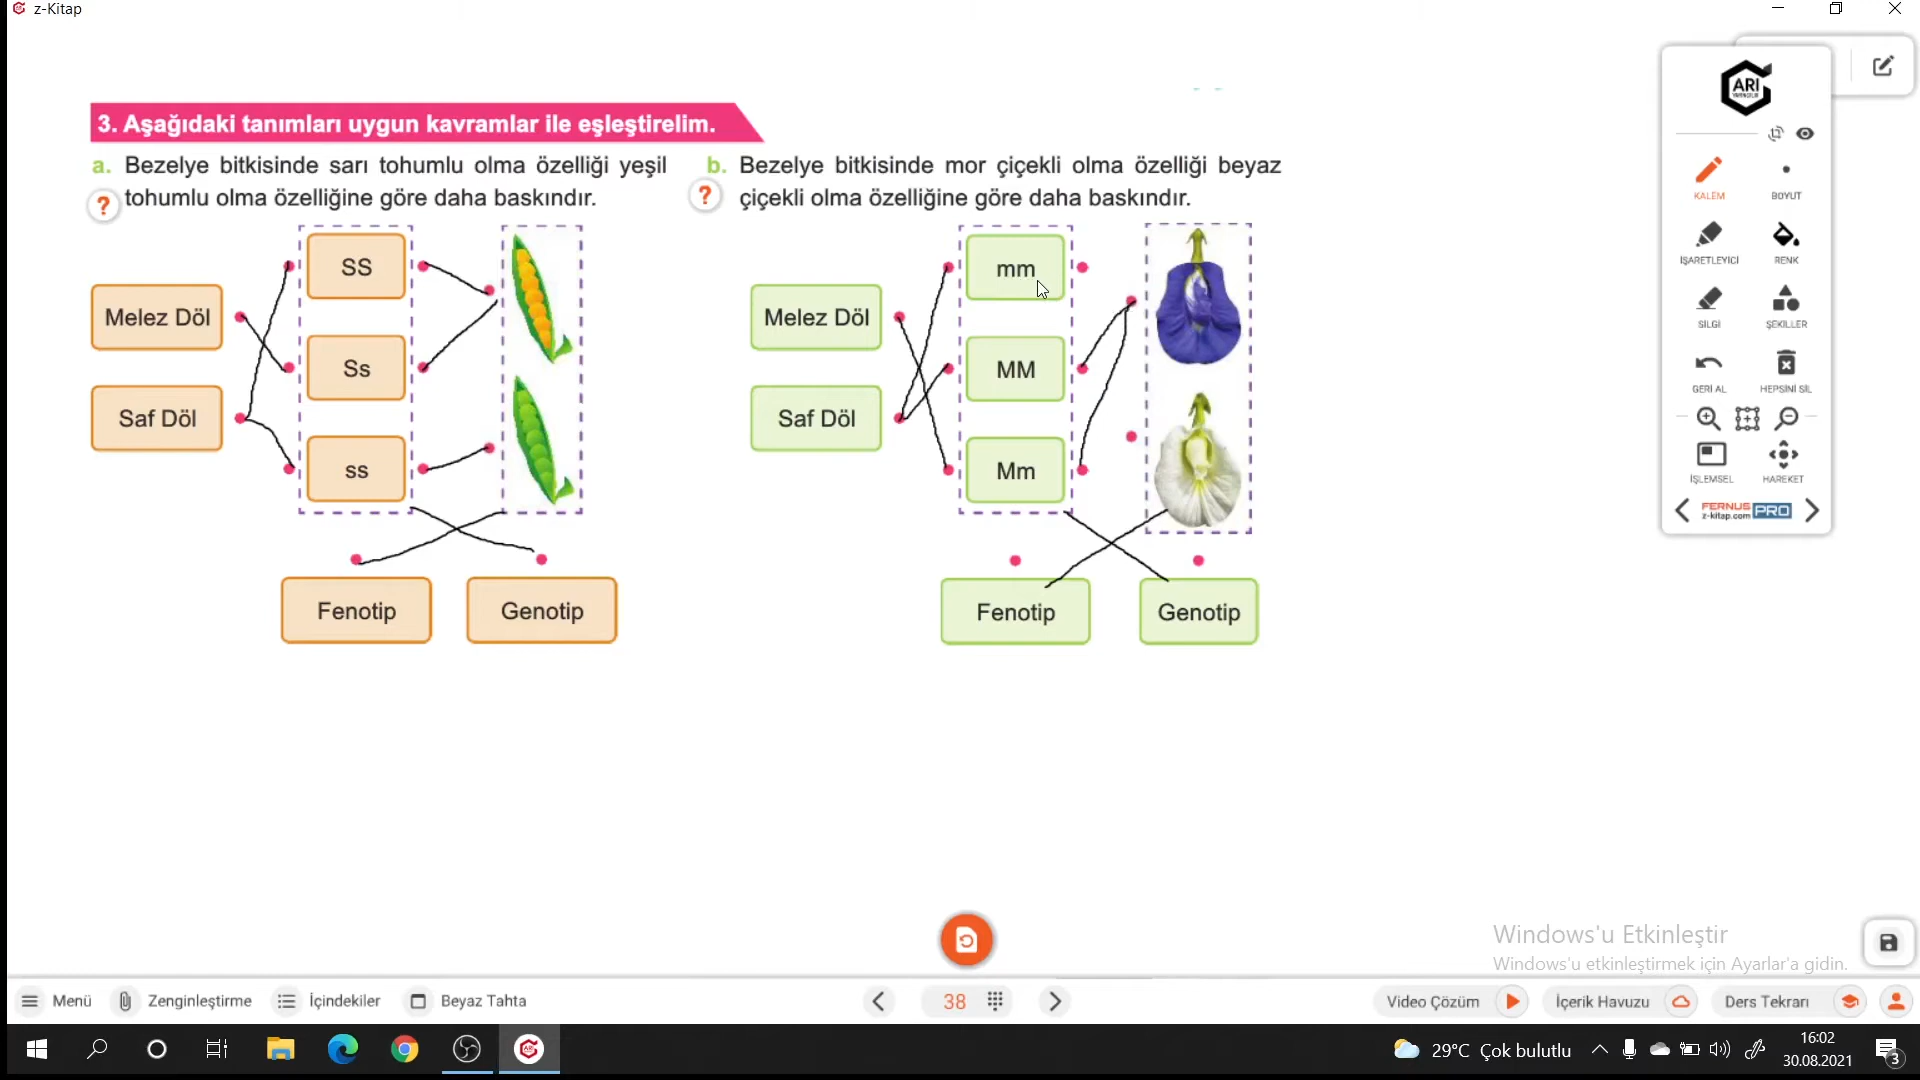 z-Kitap
3. Aşağıdaki tanımları uygun kavramlar ile eşleştirelim.
a. Bezelye bitkisinde sarı tohumlu olma özelliği yeşil
? tohumlu olma özelliğine göre daha baskındır.
SS
Melez Döl
Ss
Saf Döl
ss
Fenotip
Genotip
b. Bezelye bitkisinde mor çiçekli olma özelliği beyaz
? çiçekli olma özelliğine göre daha baskındır.
mm
Melez Döl
MM
Saf Döl
Mm
Fenotip
Genotip
ARI
YAYINCILIK
KALEM
BOYUT
İŞARETLEYİCİ
RENK
SİLGİ
ŞEKİLLER
GERİ AL
HEPSİNİ SİL
İŞLEMSEL
HAREKET
FERNUS
z-kitap.com PRO
Windows'u Etkinleştir
Windows'u etkinleştirmek için Ayarlar'a gidin.
Menü
Zenginleştirme
İçindekiler
Beyaz Tahta
38
Video Çözüm
İçerik Havuzu
Ders Tekrarı
29°C Çok bulutlu
16:02
30.08.2021
3